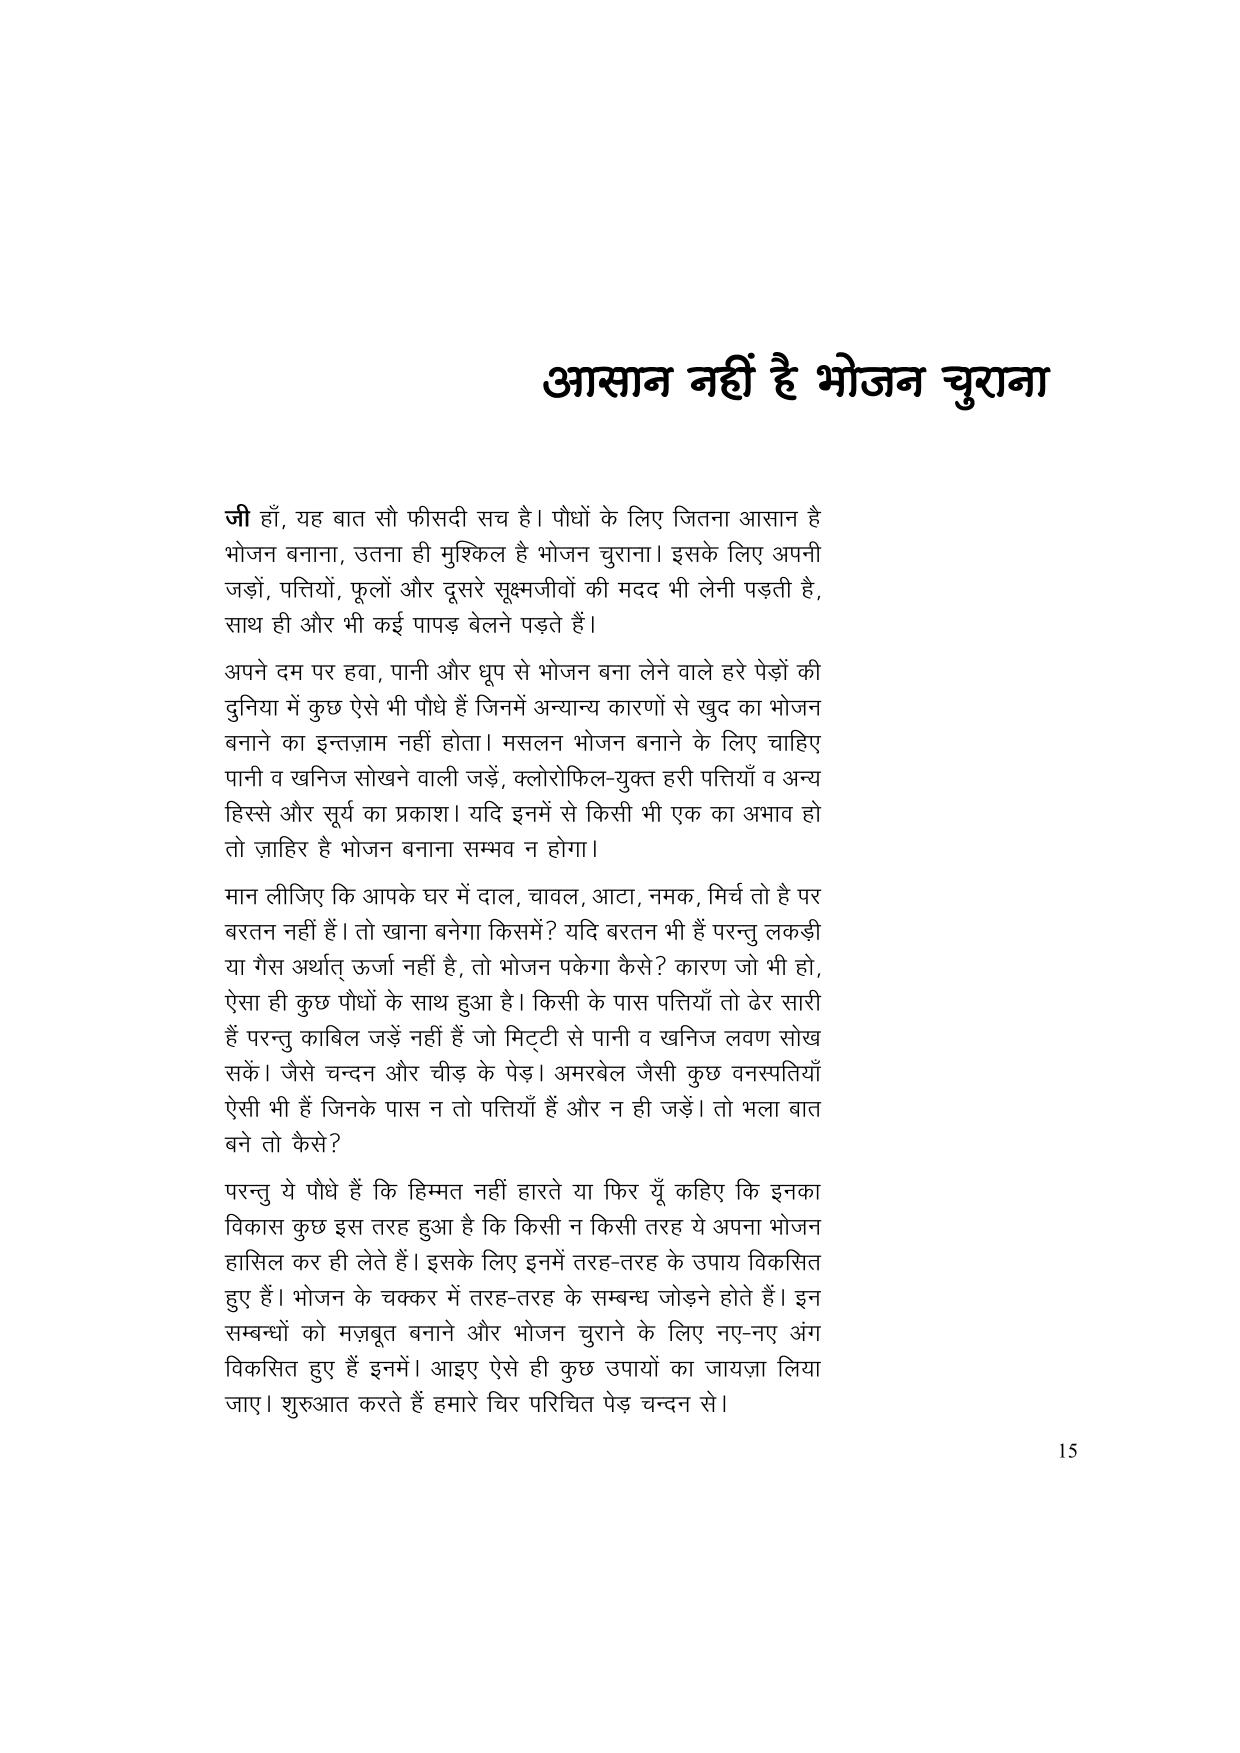 आसान नहीं है भोजन चुराना
जी हाँ, यह बात सौ फीसदी सच है। पौधों के लिए जितना आसान है
भोजन बनाना, उतना ही मुश्किल है भोजन चुराना। इसके लिए अपनी
जड़ों, पत्तियों, फूलों और दूसरे सूक्ष्मजीवों की मदद भी लेनी पड़ती है,
साथ ही और भी कई पापड़ बेलने पड़ते हैं।
अपने दम पर हवा, पानी और धूप से भोजन बना लेने वाले हरे पेड़ों की
दुनिया में कुछ ऐसे भी पौधे हैं जिनमें अन्यान्य कारणों से खुद का भोजन
बनाने का इन्तज़ाम नहीं होता। मसलन भोजन बनाने के लिए चाहिए
पानी व खनिज सोखने वाली जड़ें, क्लोरोफिल-युक्त हरी पत्तियाँ व अन्य
हिस्से और सूर्य का प्रकाश। यदि इनमें से किसी भी एक का अभाव हो
तो ज़ाहिर है भोजन बनाना सम्भव न होगा।
मान लीजिए कि आपके घर में दाल, चावल, आटा, नमक, मिर्च तो है पर
बरतन नहीं हैं। तो खाना बनेगा किसमें? यदि बरतन भी हैं परन्तु लकड़ी
या गैस अर्थात् ऊर्जा नहीं है, तो भोजन पकेगा कैसे? कारण जो भी हो,
ऐसा ही कुछ पौधों के साथ हुआ है। किसी के पास पत्तियाँ तो ढेर सारी
हैं परन्तु काबिल जड़ें नहीं हैं जो मिट्‌टी से पानी व खनिज लवण सोख
सकें। जैसे चन्दन और चीड़ के पेड़। अमरबेल जैसी कुछ वनस्पतियाँ
ऐसी भी हैं जिनके पास न तो पत्तियाँ हैं और न ही जड़ें। तो भला बात
बने तो कैसे?
परन्तु ये पौधे हैं कि हिम्मत नहीं हारते या फिर यूँ कहिए कि इनका
विकास कुछ इस तरह हुआ है कि किसी न किसी तरह ये अपना भोजन
हासिल कर ही लेते हैं। इसके लिए इनमें तरह-तरह के उपाय विकसित
हुए हैं। भोजन के चक्कर में तरह-तरह के सम्बन्ध जोड़ने होते हैं। इन
सम्बन्धों को मज़बूत बनाने और भोजन चुराने के लिए नए-नए अंग
विकसित हुए हैं इनमें। आइए ऐसे ही कुछ उपायों का जायज़ा लिया
जाए। शुरुआत करते हैं हमारे चिर परिचित पेड़ चन्दन से।
15